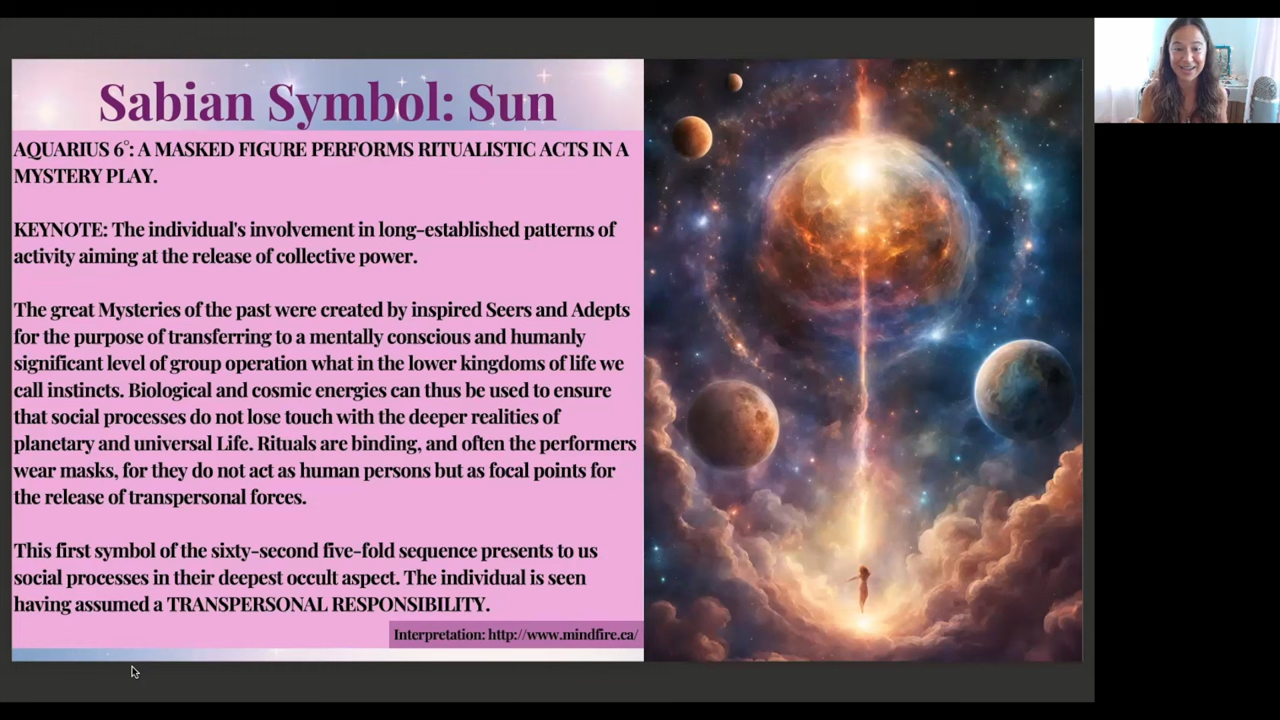 Sabian Symbol: Sun
AQUARIUS 6°: A MASKED FIGURE PERFORMS RITUALISTIC ACTS IN A
MYSTERY PLAY.
KEYNOTE: The individual's involvement in long-established patterns of
activity aiming at the release of collective power.
The great Mysteries of the past were created by inspired Seers and Adepts
for the purpose of transferring to a mentally conscious and humanly
significant level of group operation what in the lower kingdoms of life we
call instincts. Biological and cosmic energies can thus be used to ensure
that social processes do not lose touch with the deeper realities of
planetary and universal Life. Rituals are binding, and often the performers
wear masks, for they do not act as human persons but as focal points for
the release of transpersonal forces.
This first symbol of the sixty-second five-fold sequence presents to us
social processes in their deepest occult aspect. The individual is seen
having assumed a TRANSPERSONAL RESPONSIBILITY.
Interpretation: http://www.mindfire.ca/